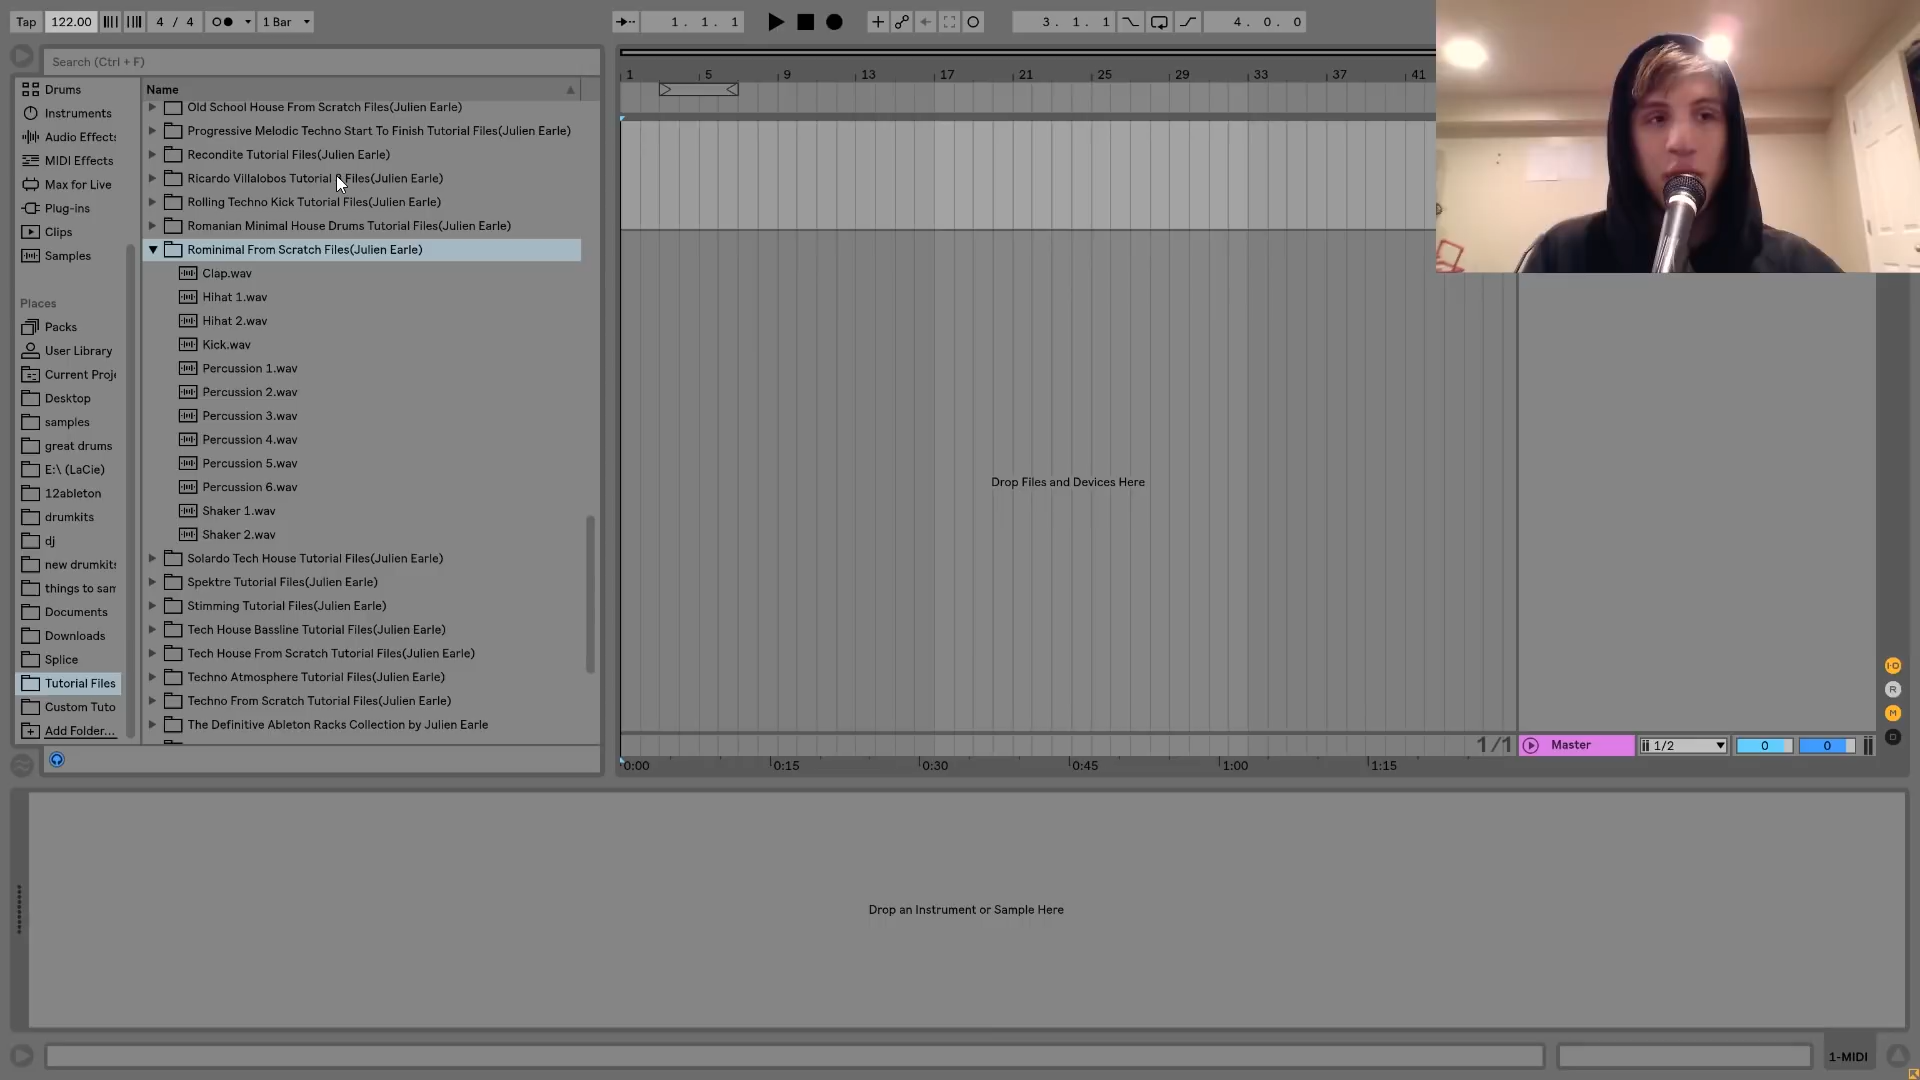 Tap
122.00
4 / 4
1 Bar
1. 1. 1
3. 1. 1
4. 0. 0
Search (Ctrl + F)
Drums
Instruments
Audio Effects
MIDI Effects
Max for Live
Plug-ins
Clips
Samples
Places
Packs
User Library
Current Proje
Desktop
samples
great drums
E:\ (LaCie)
12ableton
drumkits
dj
new drumkits
things to sam
Documents
Downloads
Splice
Tutorial Files
Custom Tuto
Add Folder...
Name
Old School House From Scratch Files(Julien Earle)
Progressive Melodic Techno Start To Finish Tutorial Files(Julien Earle)
Recondite Tutorial Files(Julien Earle)
Ricardo Villalobos Tutorial Files(Julien Earle)
Rolling Techno Kick Tutorial Files(Julien Earle)
Romanian Minimal House Drums Tutorial Files(Julien Earle)
Rominimal From Scratch Files(Julien Earle)
Clap.wav
Hihat 1.wav
Hihat 2.wav
Kick.wav
Percussion 1.wav
Percussion 2.wav
Percussion 3.wav
Percussion 4.wav
Percussion 5.wav
Percussion 6.wav
Shaker 1.wav
Shaker 2.wav
Solardo Tech House Tutorial Files(Julien Earle)
Spektre Tutorial Files(Julien Earle)
Stimming Tutorial Files(Julien Earle)
Tech House Bassline Tutorial Files(Julien Earle)
Tech House From Scratch Tutorial Files(Julien Earle)
Techno Atmosphere Tutorial Files(Julien Earle)
Techno From Scratch Tutorial Files(Julien Earle)
The Definitive Ableton Racks Collection by Julien Earle
1 5 9 13 17 21 25 29 33 37 41
Drop Files and Devices Here
1/1
Master
1/2
0
0
I·O
R
M
D
0:00 0:15 0:30 0:45 1:00 1:15
Drop an Instrument or Sample Here
1-MIDI